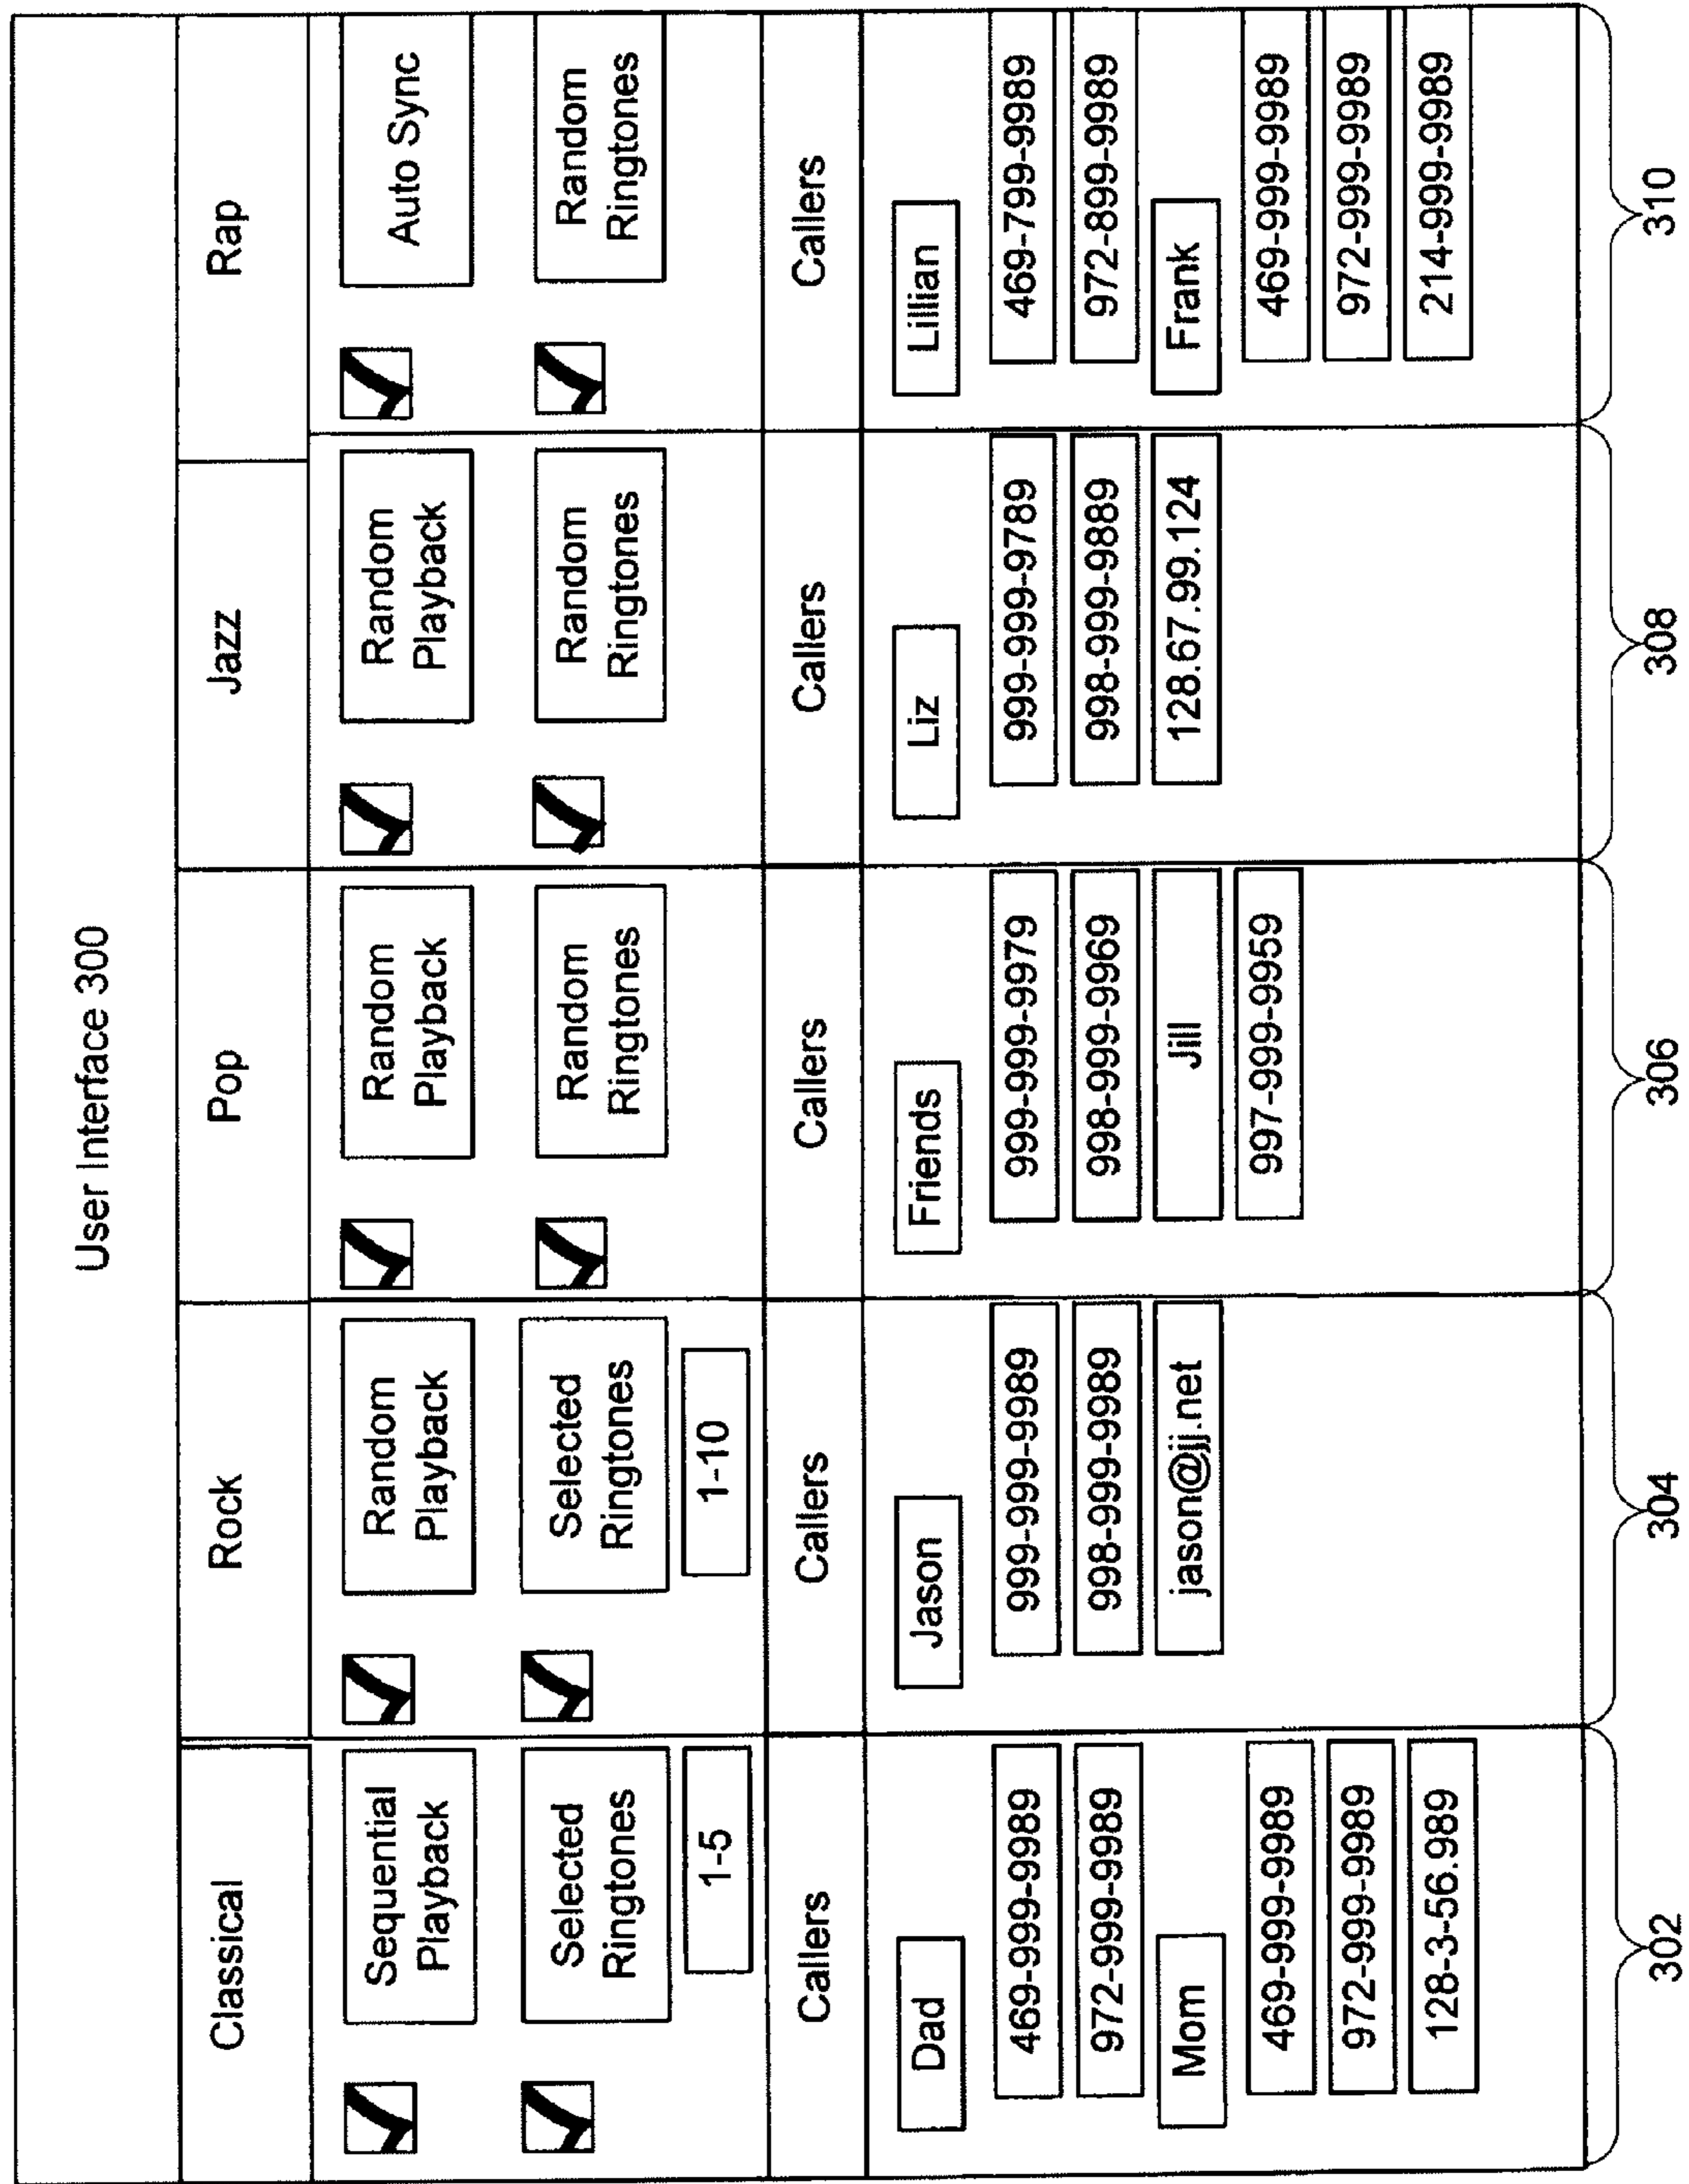 User Interface 300
Classical
Rock
Pop
Jazz
Rap
Sequential
Playback
Selected
Ringtones
1-5
Random
Playback
Selected
Ringtones
1-10
Random
Playback
Random
Ringtones
Random
Playback
Random
Ringtones
Auto Sync
Random
Ringtones
Callers
Callers
Callers
Callers
Callers
Dad
469-999-9989
972-999-9989
Mom
469-999-9989
972-999-9989
128-3-56.989
Jason
999-999-9989
998-999-9989
jason@jj.net
Friends
999-999-9979
998-999-9969
Jill
997-999-9959
Liz
999-999-9789
998-999-9889
128.67.99.124
Lillian
469-799-9989
972-899-9989
Frank
469-999-9989
972-999-9989
214-999-9989
302
304
306
308
310